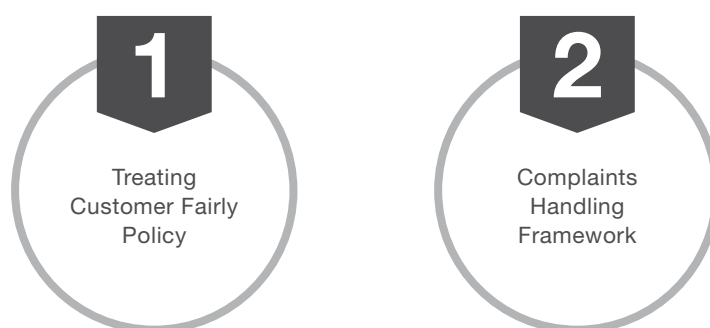 1
Treating
Customer Fairly
Policy
2
Complaints
Handling
Framework